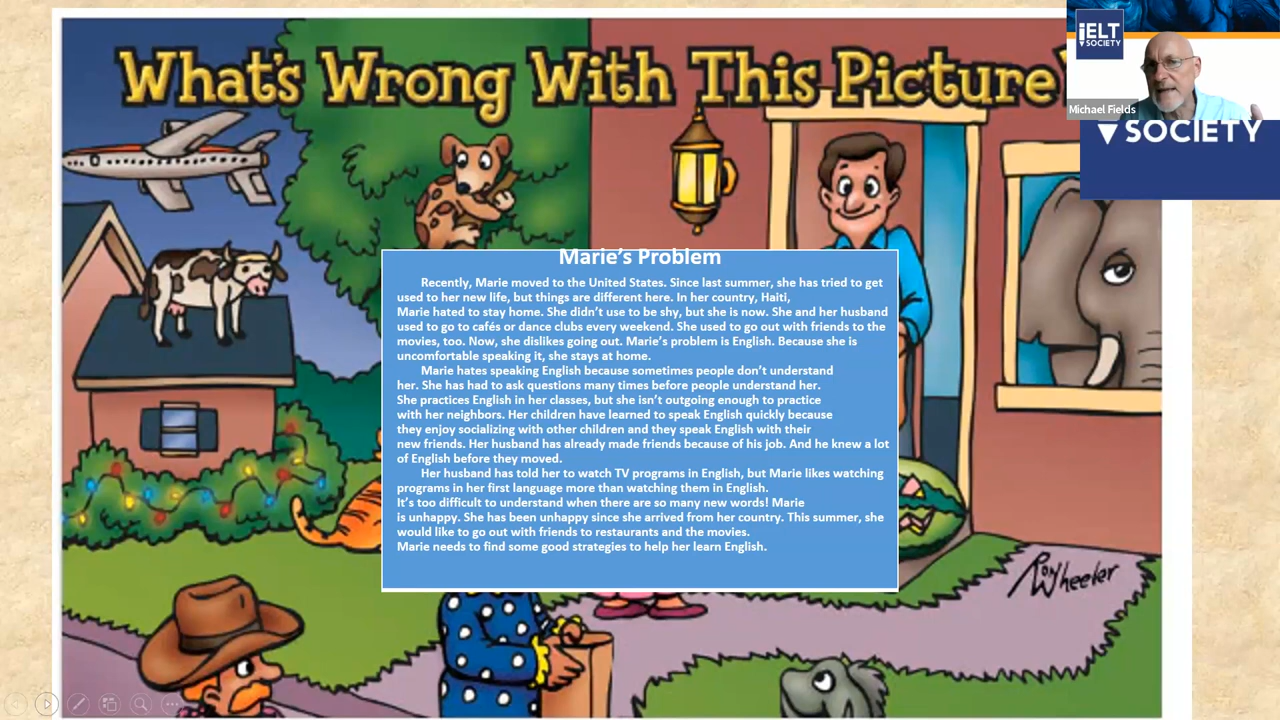 What's Wrong With This Picture
iELT
SOCIETY
Michael Fields
SOCIETY
Marie's Problem
Recently, Marie moved to the United States. Since last summer, she has tried to get
used to her new life, but things are different here. In her country, Haiti,
Marie hated to stay home. She didn't use to be shy, but she is now. She and her husband
used to go to cafés or dance clubs every weekend. She used to go out with friends to the
movies, too. Now, she dislikes going out. Marie's problem is English. Because she is
uncomfortable speaking it, she stays at home.
Marie hates speaking English because sometimes people don't understand
her. She has had to ask questions many times before people understand her.
She practices English in her classes, but she isn't outgoing enough to practice
with her neighbors. Her children have learned to speak English quickly because
they enjoy socializing with other children and they speak English with their
new friends. Her husband has already made friends because of his job. And he knew a lot
of English before they moved.
Her husband has told her to watch TV programs in English, but Marie likes watching
programs in her first language more than watching them in English.
It's too difficult to understand when there are so many new words! Marie
is unhappy. She has been unhappy since she arrived from her country. This summer, she
would like to go out with friends to restaurants and the movies.
Marie needs to find some good strategies to help her learn English.
Ron Wheeler